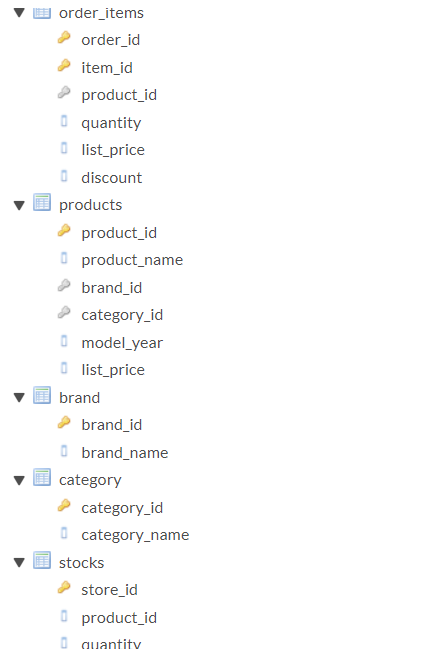 order_items
order_id
item_id
product_id
quantity
list_price
discount
products
product_id
product_name
brand_id
category_id
model_year
list_price
brand
brand_id
brand_name
category
category_id
category_name
stocks
store_id
product_id
quantity